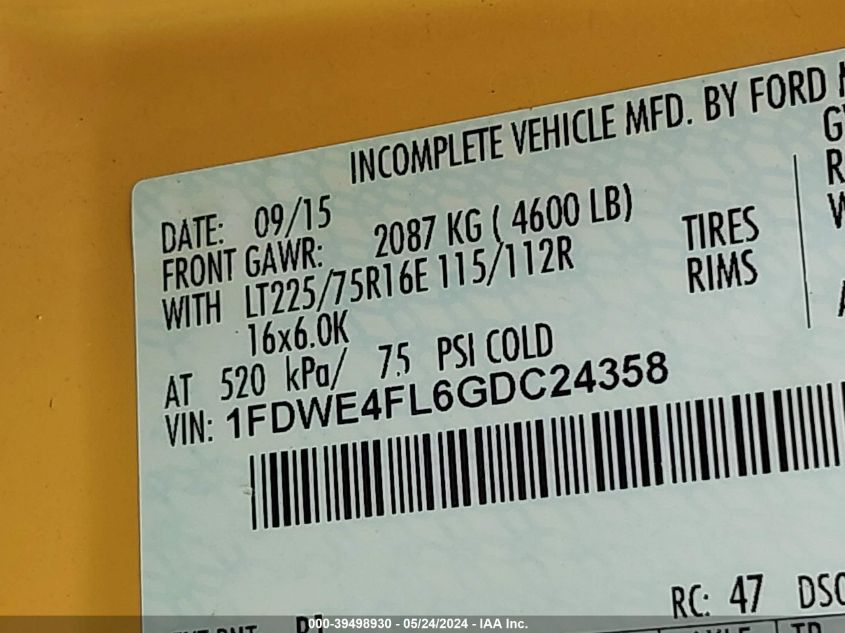 INCOMPLETE VEHICLE MFD. BY FORD
DATE: 09/15
FRONT GAWR: 2087 KG ( 4600 LB)
WITH LT225/75R16E 115/112R TIRES
16x6.0K RIMS
AT 520 kPa/ 75 PSI COLD
VIN: 1FDWE4FL6GDC24358
RC: 47 DSO
000-39498930 - 05/24/2024 - IAA Inc.